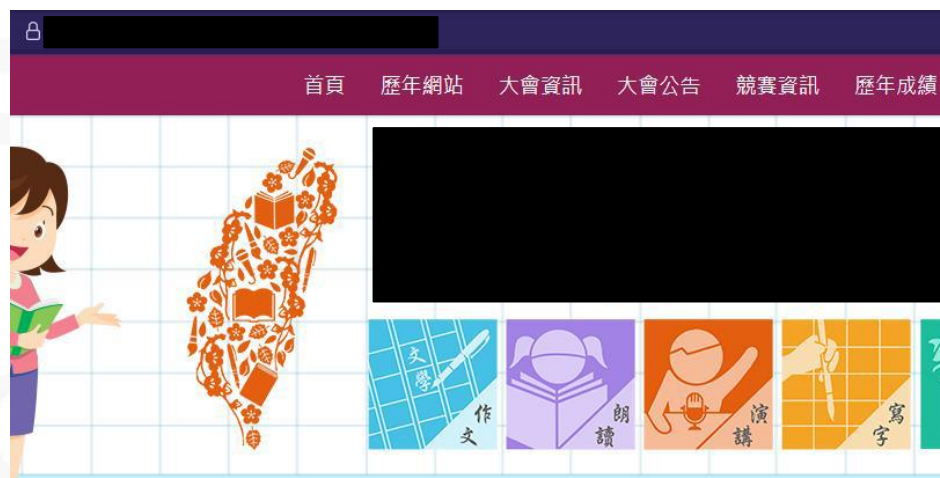 首頁 歷年網站 大會資訊 大會公告 競賽資訊 歷年成績
文學
作文
朗讀
演講
寫字